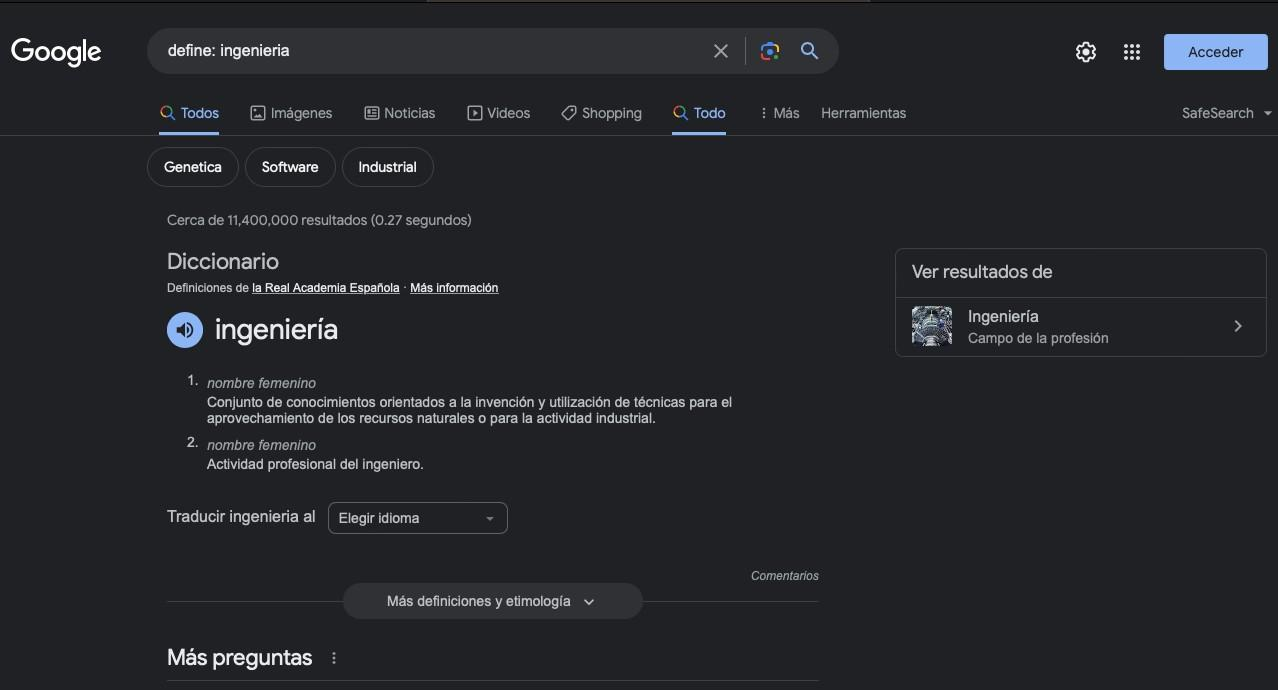 Google
define: ingenieria
Acceder
Todos
Imágenes
Noticias
Videos
Shopping
Todo
Más
Herramientas
SafeSearch
Genetica
Software
Industrial
Cerca de 11,400,000 resultados (0.27 segundos)
Diccionario
Definiciones de la Real Academia Española · Más información
ingeniería
1. nombre femenino
Conjunto de conocimientos orientados a la invención y utilización de técnicas para el
aprovechamiento de los recursos naturales o para la actividad industrial.
2. nombre femenino
Actividad profesional del ingeniero.
Traducir ingenieria al
Elegir idioma
Comentarios
Más definiciones y etimología
Más preguntas
Ver resultados de
Ingeniería
Campo de la profesión